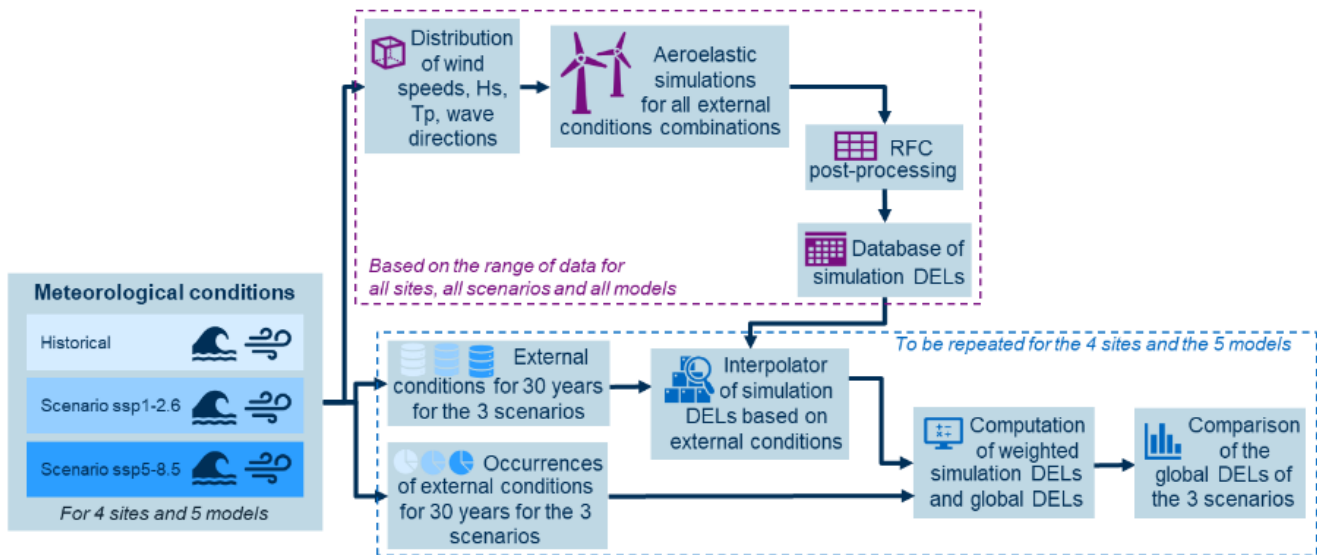 Distribution
of wind
speeds, Hs,
Tp, wave
directions
Aeroelastic
simulations
for all external
conditions combinations
RFC
post-processing
Database of
simulation DELs
Based on the range of data for
all sites, all scenarios and all models
Meteorological conditions
Historical
Scenario ssp1-2.6
Scenario ssp5-8.5
For 4 sites and 5 models
To be repeated for the 4 sites and the 5 models
External
conditions for 30 years
for the 3 scenarios
Interpolator
of simulation
DELs based on
external conditions
Occurrences
of external conditions
for 30 years for the 3
scenarios
Computation
of weighted
simulation DELs
and global DELs
Comparison
of the
global DELs of
the 3 scenarios